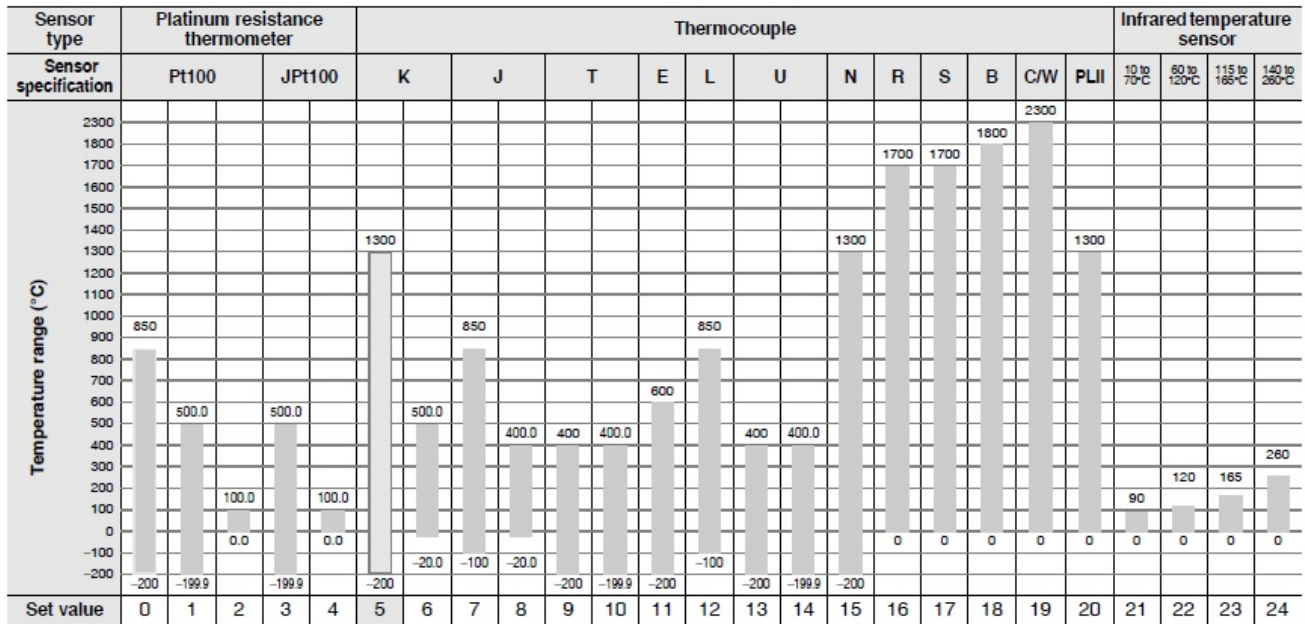 Sensor type Platinum resistance thermometer Thermocouple Infrared temperature sensor
Sensor specification Pt100 JPt100 K J T E L U N R S B C/W PLII 10 to 70°C 60 to 120°C 115 to 165°C 140 to 260°C
Temperature range (°C)
2300 2300
1800 1800
1700 1700 1700
1600
1500
1400
1300 1300 1300 1300
1200
1100
1000
900 850 850 850
800
700
600 600
500 500.0 500.0 500.0
400 400.0 400 400.0 400 400.0
300 260
200 120 165
100 100.0 100.0 90
0 0.0 0.0 0 0 0 0 0 0 0 0 0
-100 -20.0 -100 -20.0 -100
-200 -200 -199.9 -199.9 -200 -200 -199.9 -200 -200 -199.9 -200
Set value 0 1 2 3 4 5 6 7 8 9 10 11 12 13 14 15 16 17 18 19 20 21 22 23 24